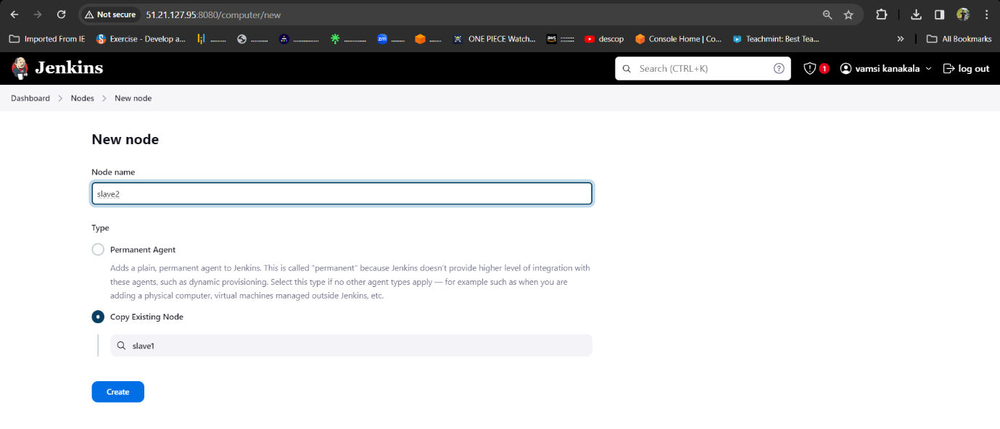 Not secure 51.21.127.95:8080/computer/new
Imported From IE Exercise - Develop a... ......... .......... ............... ............. zm ........ ....... ONE PIECE Watch... aws ::::::: descop Console Home | Co... Teachmint: Best Tea... » All Bookmarks
Jenkins Search (CTRL+K) ? 1 vamsi kanakala log out
Dashboard > Nodes > New node
New node
Node name
slave2
Type
Permanent Agent
Adds a plain, permanent agent to Jenkins. This is called "permanent" because Jenkins doesn't provide higher level of integration with
these agents, such as dynamic provisioning. Select this type if no other agent types apply — for example such as when you are
adding a physical computer, virtual machines managed outside Jenkins, etc.
Copy Existing Node
slave1
Create